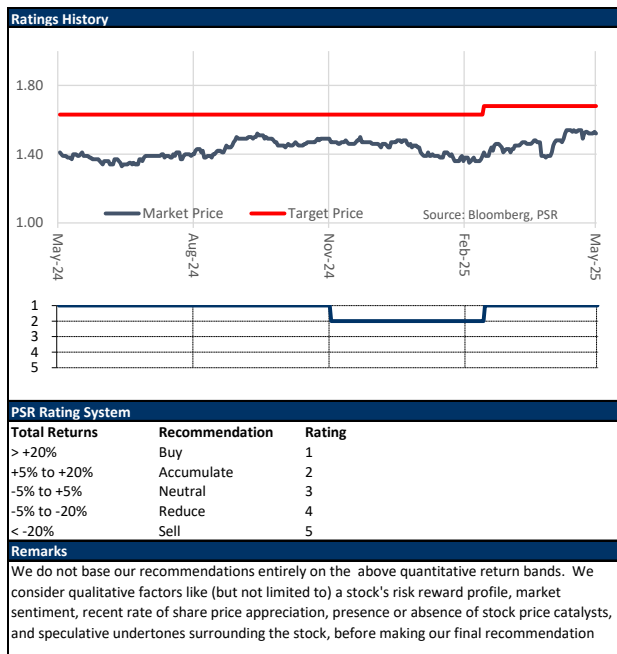 Ratings History
1.80
1.40
1.00
Market Price
Target Price
Source: Bloomberg, PSR
May-24
Aug-24
Nov-24
Feb-25
May-25
1
2
3
4
5
PSR Rating System
Total Returns Recommendation Rating
> +20% Buy 1
+5% to +20% Accumulate 2
-5% to +5% Neutral 3
-5% to -20% Reduce 4
< -20% Sell 5
Remarks
We do not base our recommendations entirely on the above quantitative return bands. We
consider qualitative factors like (but not limited to) a stock's risk reward profile, market
sentiment, recent rate of share price appreciation, presence or absence of stock price catalysts,
and speculative undertones surrounding the stock, before making our final recommendation